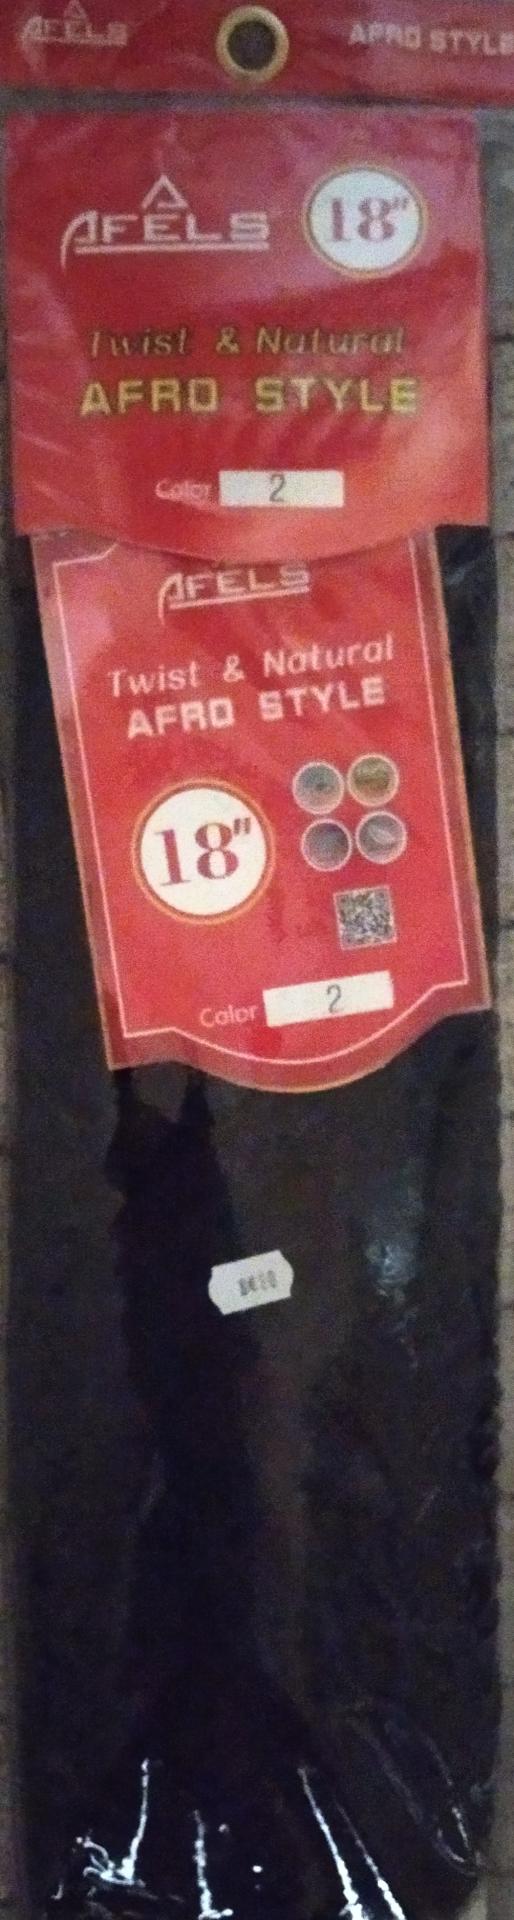 AFELS AFRO STYLE
AFELS 18"
Twist & Natural
AFRO STYLE
Color 2
AFELS
Twist & Natural
AFRO STYLE
18"
Color 2